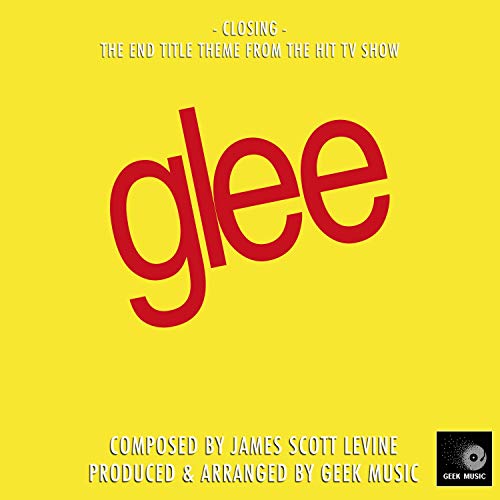 - CLOSING -
THE END TITLE THEME FROM THE HIT TV SHOW
glee
COMPOSED BY JAMES SCOTT LEVINE
PRODUCED & ARRANGED BY GEEK MUSIC
GEEK MUSIC